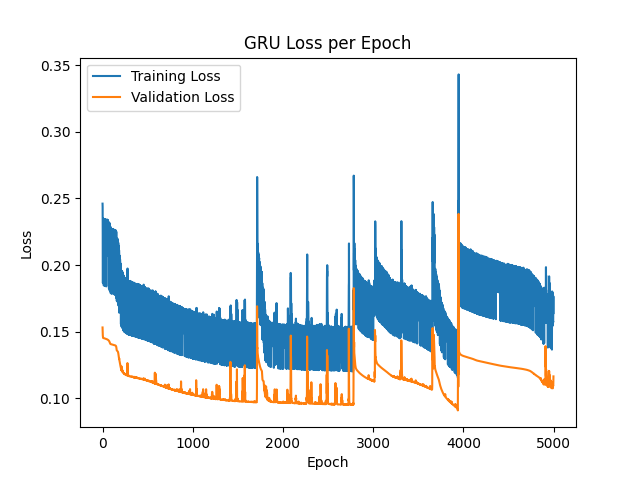 GRU Loss per Epoch
Training Loss
Validation Loss
Loss
0.35
0.30
0.25
0.20
0.15
0.10
0
1000
2000
3000
4000
5000
Epoch